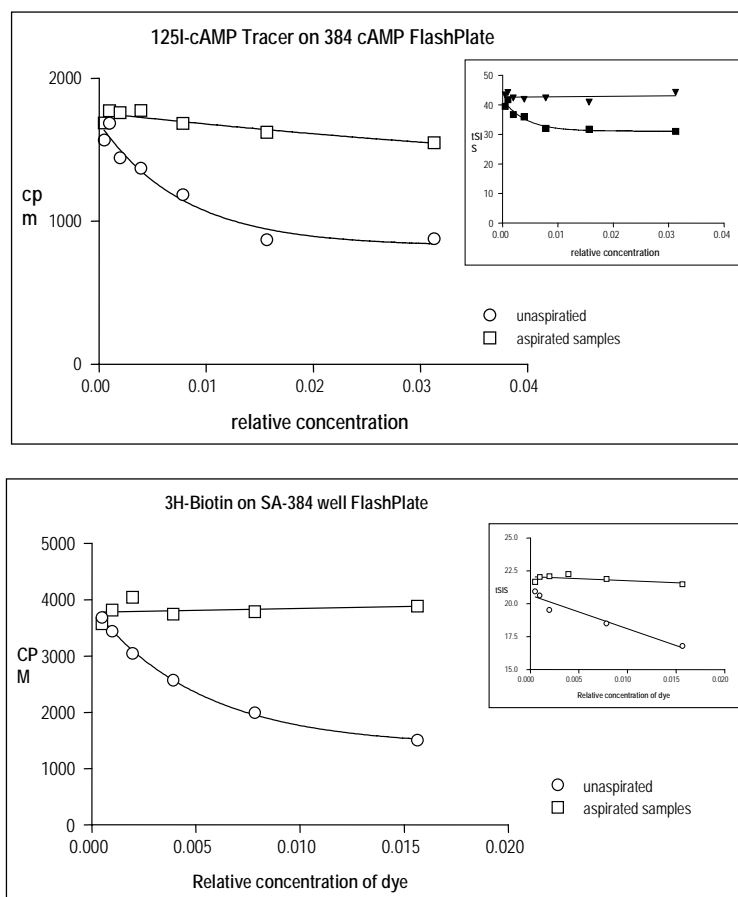 125I-cAMP Tracer on 384 cAMP FlashPlate
2000
1000
0
cp
m
0.00
0.01
0.02
0.03
0.04
relative concentration
50
40
30
20
10
0
tSI
S
0.00
0.01
0.02
0.03
0.04
relative concentration
unaspiratied
aspirated samples
3H-Biotin on SA-384 well FlashPlate
5000
4000
3000
2000
1000
0
CP
M
0.000
0.005
0.010
0.015
0.020
Relative concentration of dye
25.0
22.5
20.0
17.5
15.0
tSIS
0.000
0.005
0.010
0.015
0.020
Relative concentration of dye
unaspirated
aspirated samples